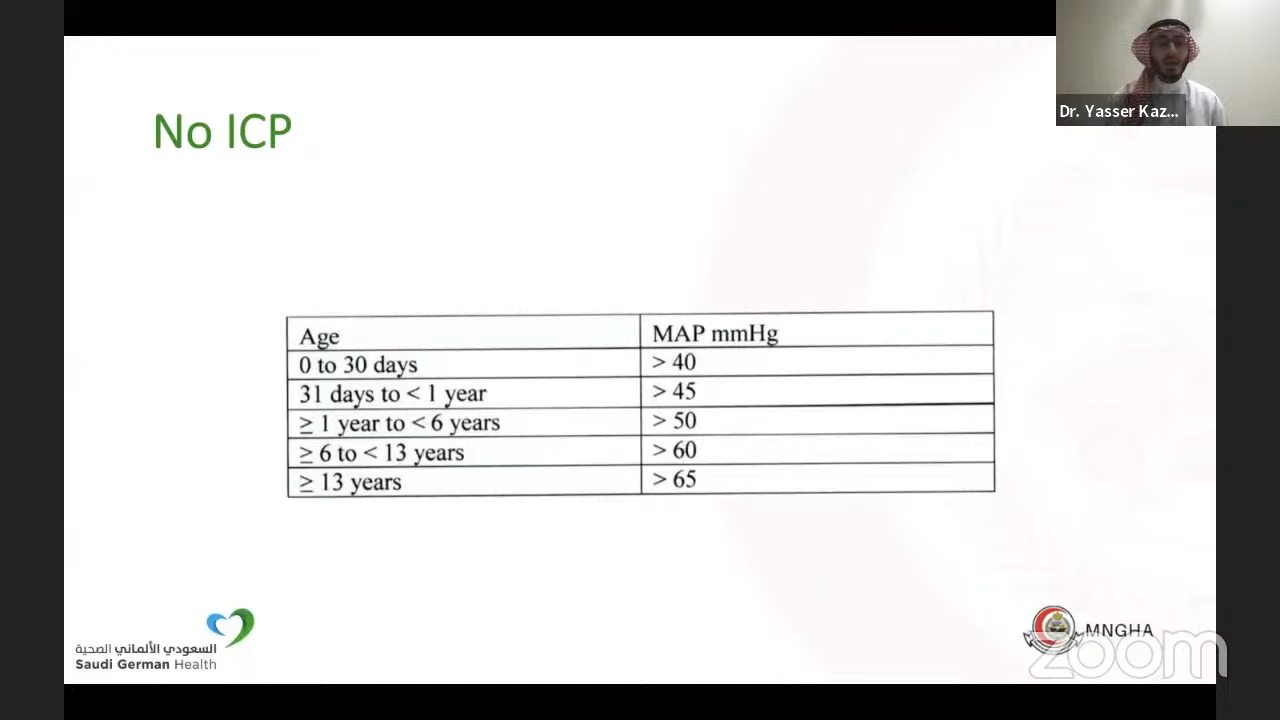 Dr. Yasser Kaz...
No ICP
Age MAP mmHg
0 to 30 days > 40
31 days to < 1 year > 45
≥ 1 year to < 6 years > 50
≥ 6 to < 13 years > 60
≥ 13 years > 65
السعودي الألماني الصحية
Saudi German Health
MNGHA
zoom